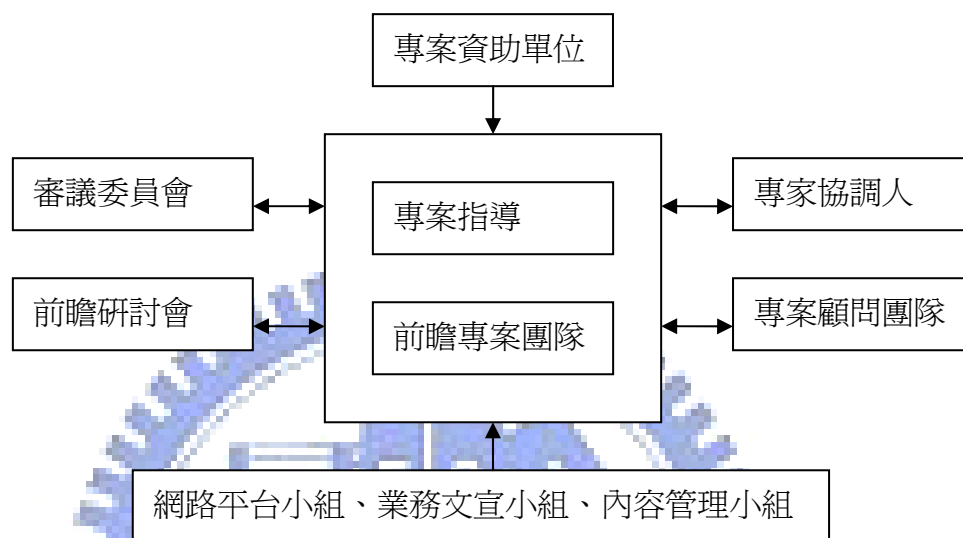 專案資助單位
審議委員會
專案指導
專家協調人
前瞻研討會
前瞻專案團隊
專案顧問團隊
網路平台小組、業務文宣小組、內容管理小組